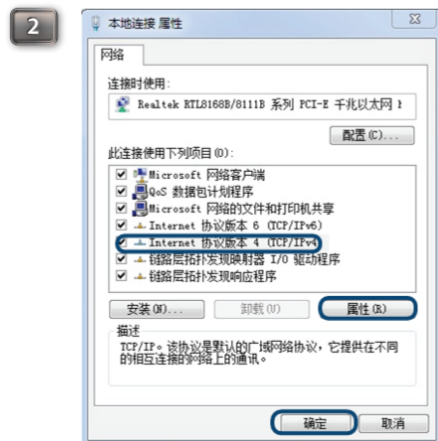 2
本地连接 属性
网络
连接时使用:
Realtek RTL8168B/8111B 系列 PCI-E 千兆以太网
配置(C)...
此连接使用下列项目(O):
Microsoft 网络客户端
QoS 数据包计划程序
Microsoft 网络的文件和打印机共享
Internet 协议版本 6 (TCP/IPv6)
Internet 协议版本 4 (TCP/IPv4)
链路层拓扑发现映射器 I/O 驱动程序
链路层拓扑发现响应程序
安装(N)... 卸载(U) 属性(R)
描述
TCP/IP。该协议是默认的广域网络协议，它提供在不同
的相互连接的网络上的通讯。
确定 取消